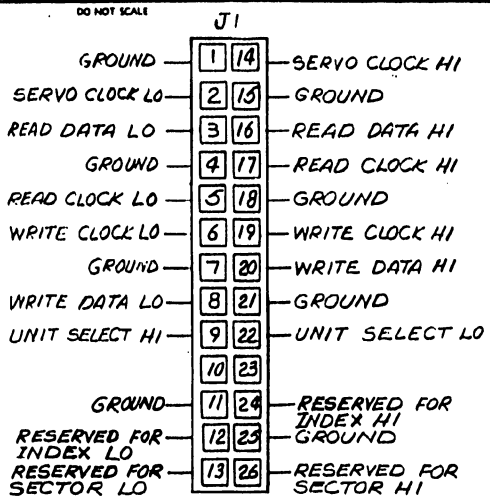 DO NOT SCALE
J1
GROUND 1 14 SERVO CLOCK HI
SERVO CLOCK LO 2 15 GROUND
READ DATA LO 3 16 READ DATA HI
GROUND 4 17 READ CLOCK HI
READ CLOCK LO 5 18 GROUND
WRITE CLOCK LO 6 19 WRITE CLOCK HI
GROUND 7 20 WRITE DATA HI
WRITE DATA LO 8 21 GROUND
UNIT SELECT HI 9 22 UNIT SELECT LO
10 23
GROUND 11 24 RESERVED FOR
INDEX HI
RESERVED FOR 12 25 GROUND
INDEX LO
RESERVED FOR 13 26 RESERVED FOR
SECTOR LO SECTOR HI